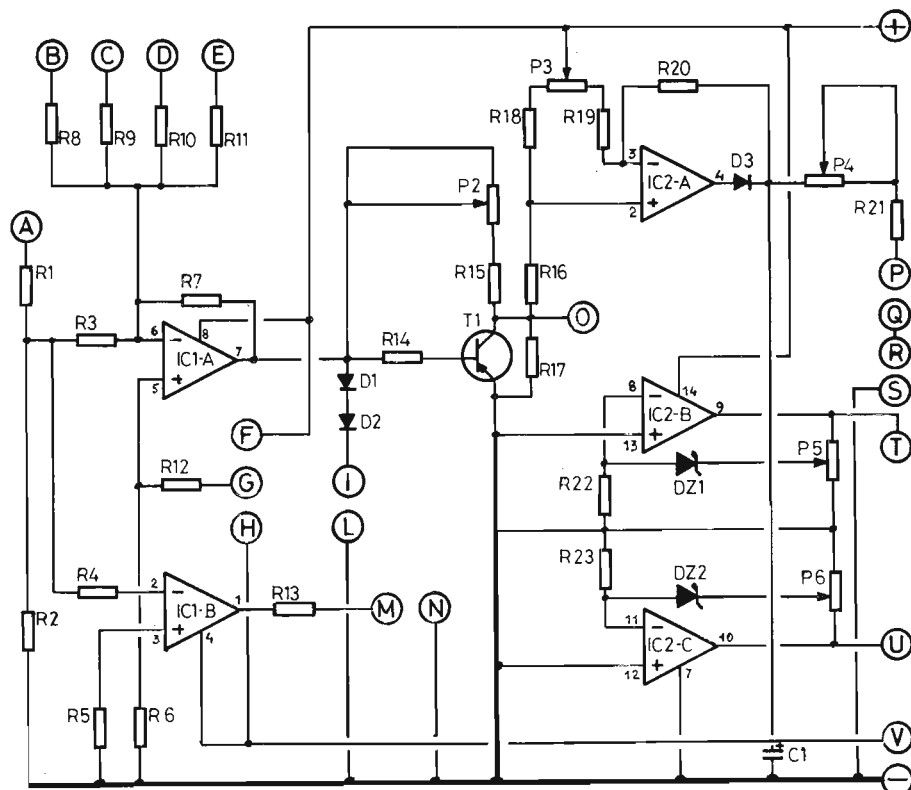 B C D E +
P3 R20
R8 R9 R10 R11 R18 R19 P4
P2 3 − IC2-A 4 D3
A + 2 R21
R1 R15 R16 P
R7 Q
R3 6 − 8 T1 O R
IC1-A 7 R14 R17 S
5 + D1 8 − 14
F D2 IC2-B 9 T
13 + P5
R12 G I R22 DZ1
H L
R4 2 − R23 DZ2 P6
IC1-B 1 R13 M N
R2 3 + 4 11 − IC2-C 10 U
12 + 7
R5 R6 V
+ C1
−